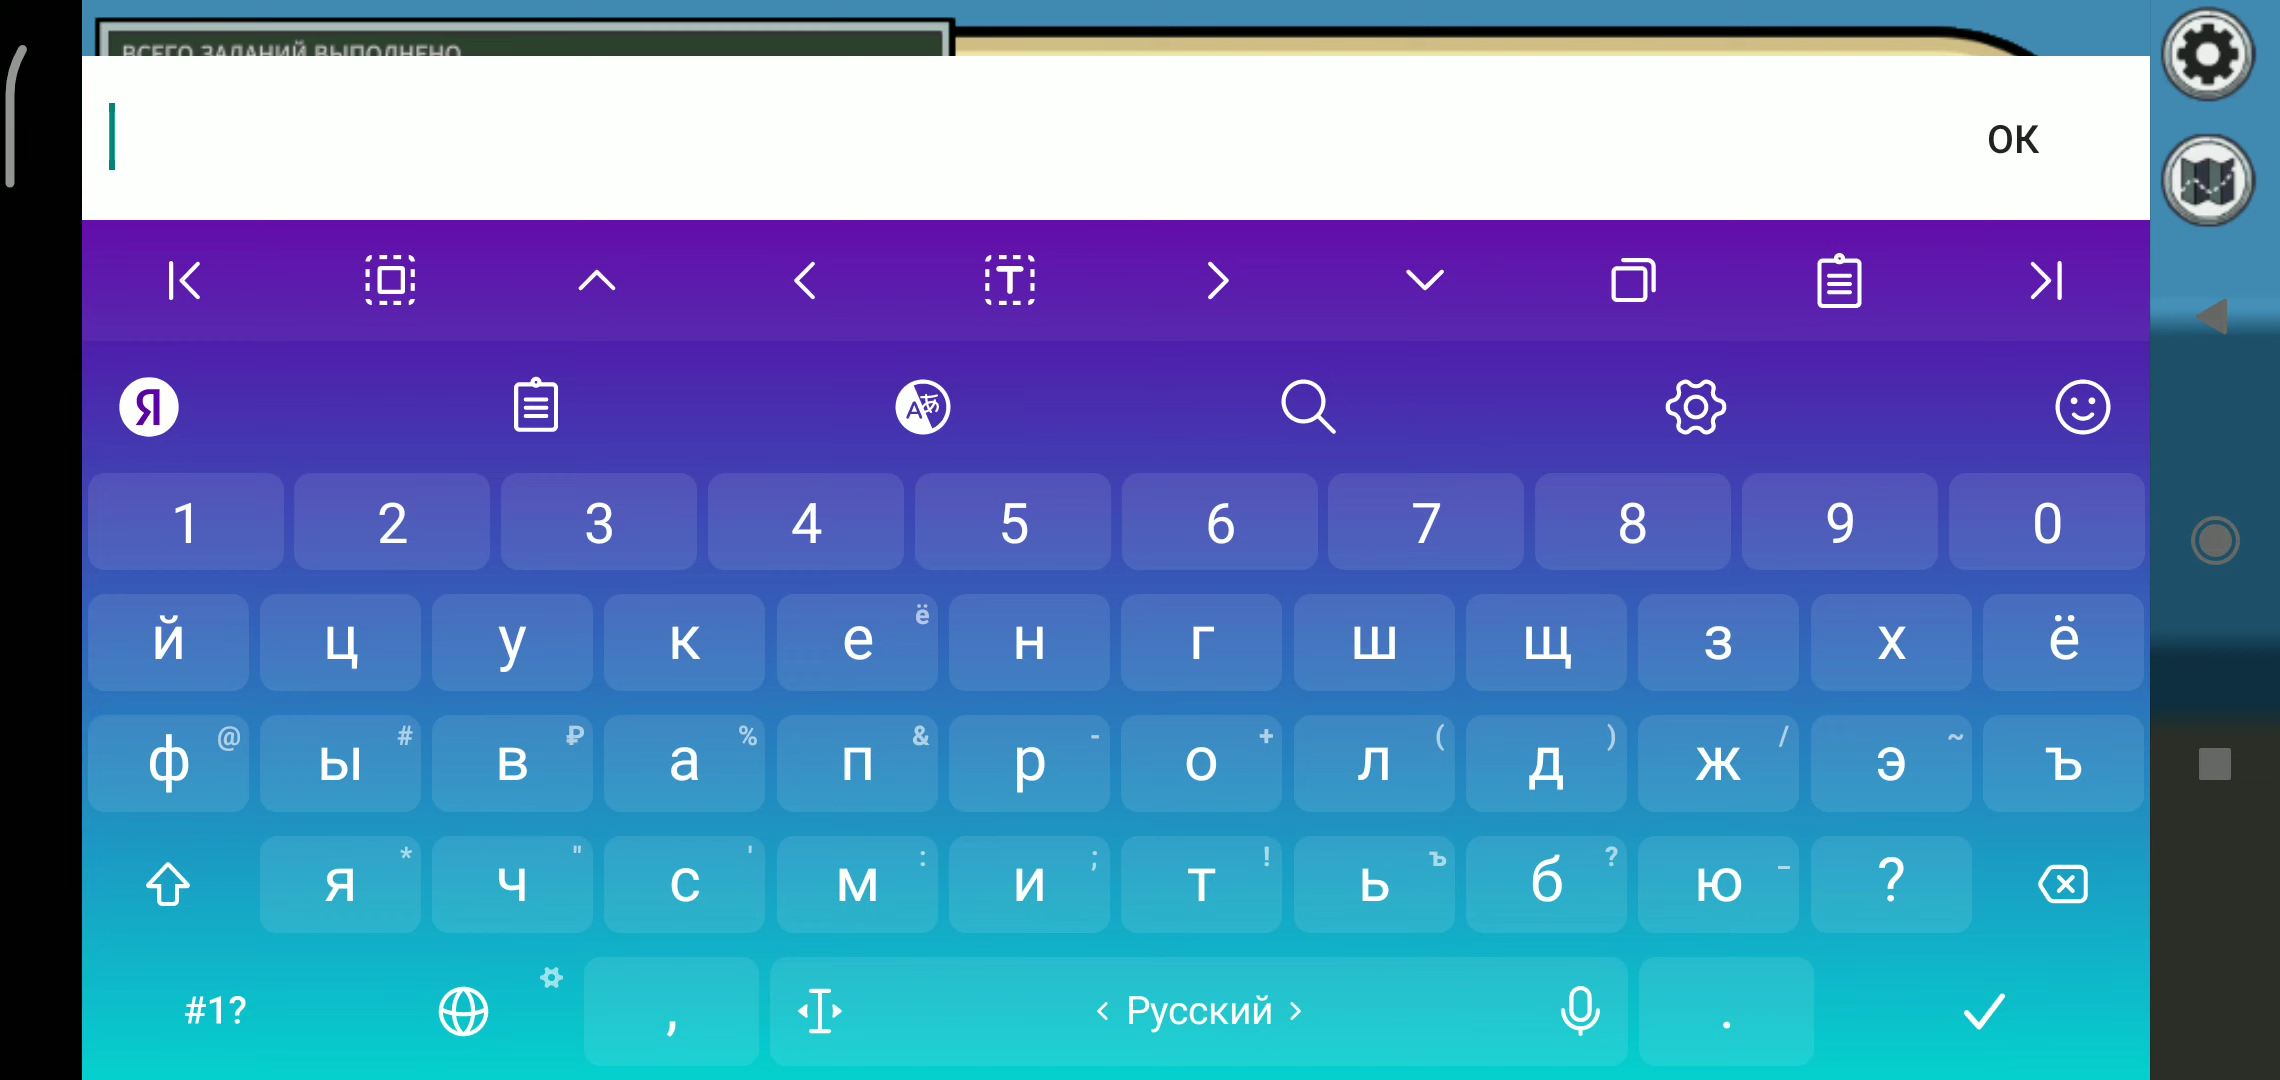 ВСЕГО ЗАДАНИЙ ВЫПОЛНЕНО
ОК
Я
1 2 3 4 5 6 7 8 9 0
й ц у к е ё н г ш щ з х ё
ф @ ы # в ₽ а % п & р - о + л ( д ) ж / э ~ ъ
я * ч " с ' м : и ; т ! ь ъ б ? ю _ ?
#1? , < Русский > .